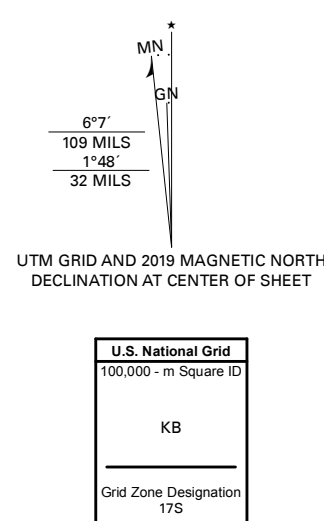 ★
MN
GN
6°7´
109 MILS
1°48´
32 MILS
UTM GRID AND 2019 MAGNETIC NORTH
DECLINATION AT CENTER OF SHEET
U.S. National Grid
100,000 - m Square ID
KB
Grid Zone Designation
17S